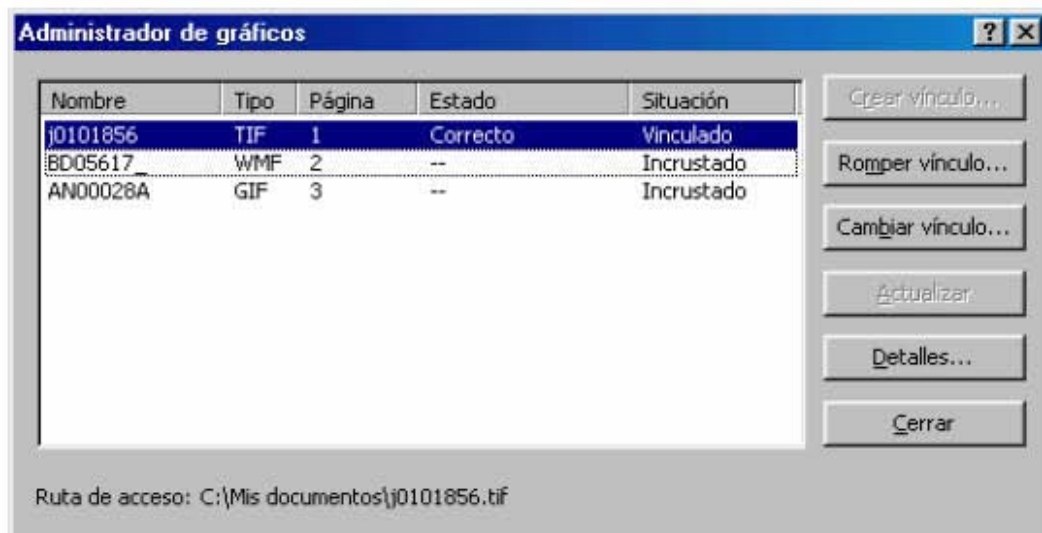 Administrador de gráficos
Nombre Tipo Página Estado Situación
j0101856 TIF 1 Correcto Vinculado
BD05617_ WMF 2 -- Incrustado
AN00028A GIF 3 -- Incrustado
Crear vínculo...
Romper vínculo...
Cambiar vínculo...
Actualizar
Detalles...
Cerrar
Ruta de acceso: C:\Mis documentos\j0101856.tif